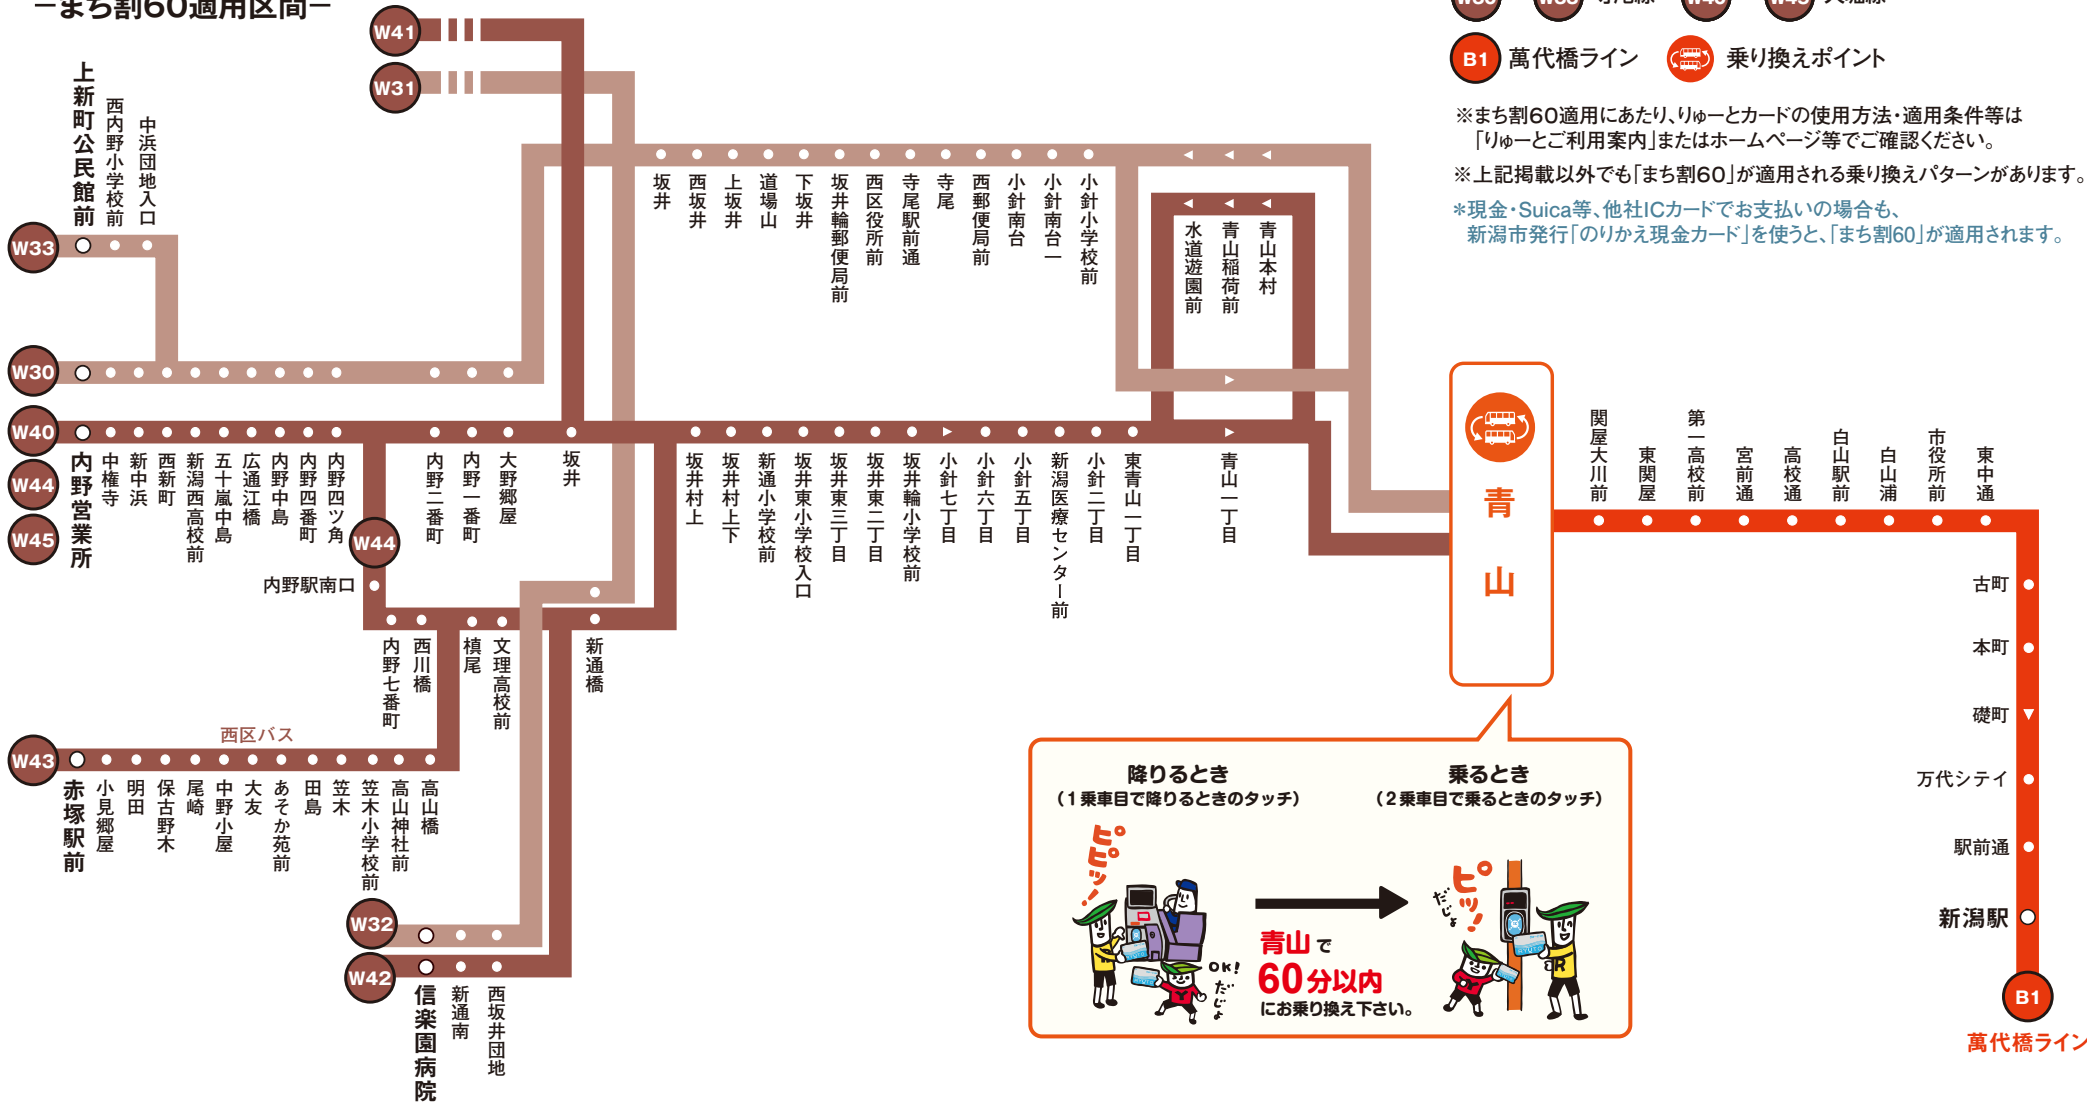 −まち割60適用区間−
W41
W31
B1 萬代橋ライン
乗り換えポイント
※まち割60適用にあたり、りゅーとカードの使用方法・適用条件等は
「りゅーとご利用案内」またはホームページ等でご確認ください。
※上記掲載以外でも「まち割60」が適用される乗り換えパターンがあります。
*現金・Suica等、他社ICカードでお支払いの場合も、
新潟市発行「のりかえ現金カード」を使うと、「まち割60」が適用されます。
上新町公民館前
西内野小学校前
中浜団地入口
W33
坂井
西坂井
上坂井
道場山
下坂井
坂井輪郵便局前
西区役所前
寺尾駅前通
寺尾
西郵便局前
小針南台
小針南台一
小針小学校前
水道遊園前
青山稲荷前
青山本村
W30
W40
W44
W45
内野営業所
中権寺
新中浜
西新町
新潟西高校前
五十嵐中島
広通江橋
内野中島
内野四番町
内野四ツ角
内野二番町
内野一番町
大野郷屋
坂井
坂井村上
坂井村上下
新通小学校前
坂井東小学校入口
坂井東三丁目
坂井東二丁目
坂井輪小学校前
小針七丁目
小針六丁目
小針五丁目
新潟医療センター前
小針二丁目
東青山一丁目
青山一丁目
青山
関屋大川前
東関屋
第一高校前
宮前通
高校通
白山駅前
白山浦
市役所前
東中通
古町
本町
礎町
万代シテイ
駅前通
新潟駅
B1
萬代橋ライン
W44
内野駅南口
内野七番町
西川橋
槙尾
文理高校前
新通橋
W43
西区バス
赤塚駅前
小見郷屋
明田
保古野木
尾崎
中野小屋
大友
あそか苑前
田島
笠木
笠木小学校前
高山神社前
高山橋
W32
W42
信楽園病院
新通南
西坂井団地
降りるとき
(1乗車目で降りるときのタッチ)
乗るとき
(2乗車目で乗るときのタッチ)
ピピッ!
OK!
だじょ
青山で
60分以内
にお乗り換え下さい。
ピッ!
だじょ